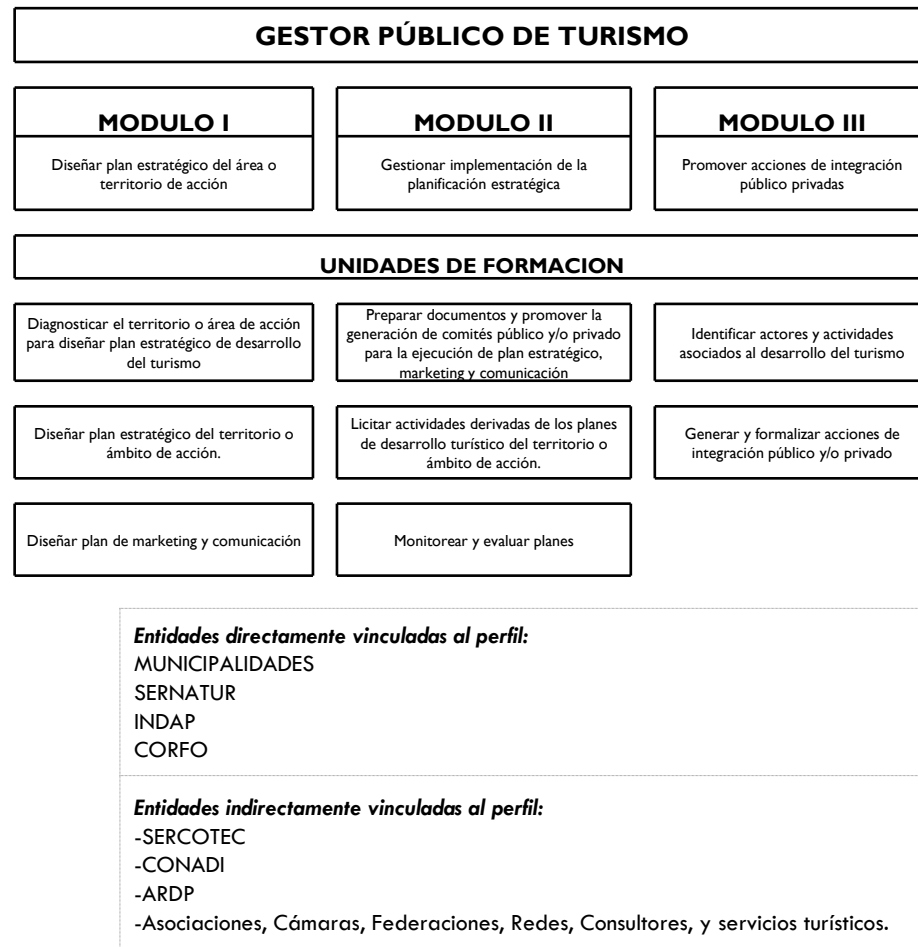 GESTOR PÚBLICO DE TURISMO
MODULO I
Diseñar plan estratégico del área o
territorio de acción
MODULO II
Gestionar implementación de la
planificación estratégica
MODULO III
Promover acciones de integración
público privadas
UNIDADES DE FORMACION
Diagnosticar el territorio o área de acción
para diseñar plan estratégico de desarrollo
del turismo
Preparar documentos y promover la
generación de comités público y/o privado
para la ejecución de plan estratégico,
marketing y comunicación
Identificar actores y actividades
asociados al desarrollo del turismo
Diseñar plan estratégico del territorio o
ámbito de acción.
Licitar actividades derivadas de los planes
de desarrollo turístico del territorio o
ámbito de acción.
Generar y formalizar acciones de
integración público y/o privado
Diseñar plan de marketing y comunicación
Monitorear y evaluar planes
Entidades directamente vinculadas al perfil:
MUNICIPALIDADES
SERNATUR
INDAP
CORFO
Entidades indirectamente vinculadas al perfil:
-SERCOTEC
-CONADI
-ARDP
-Asociaciones, Cámaras, Federaciones, Redes, Consultores, y servicios turísticos.